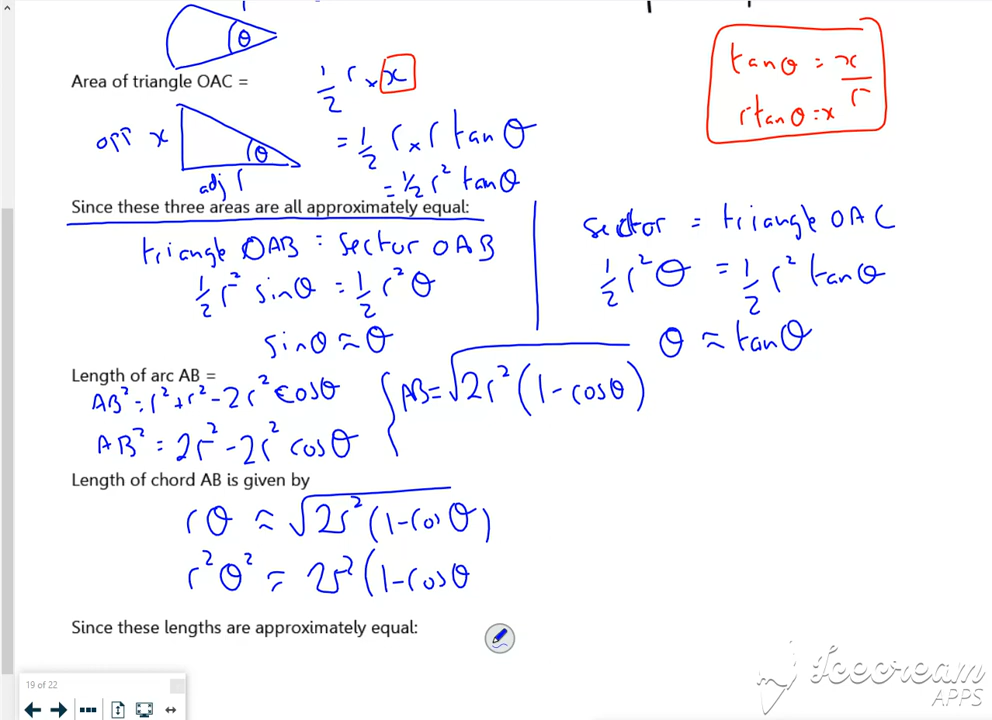 θ
Area of triangle OAC =
1/2 r × x
opp x
θ
adj r
= 1/2 r × r tan θ
= 1/2 r² tan θ
tan θ = x/r
r tan θ = x
Since these three areas are all approximately equal:
triangle OAB = sector OAB
1/2 r² sin θ = 1/2 r² θ
sin θ ≈ θ
sector = triangle OAC
1/2 r² θ = 1/2 r² tan θ
θ ≈ tan θ
Length of arc AB =
AB² = r² + r² - 2r² cos θ
AB² = 2r² - 2r² cos θ
AB = √2r² (1 - cos θ)
Length of chord AB is given by
r θ ≈ √2r² (1 - cos θ)
r² θ² ≈ 2r² (1 - cos θ
Since these lengths are approximately equal:
19 of 22
Icecream
APPS